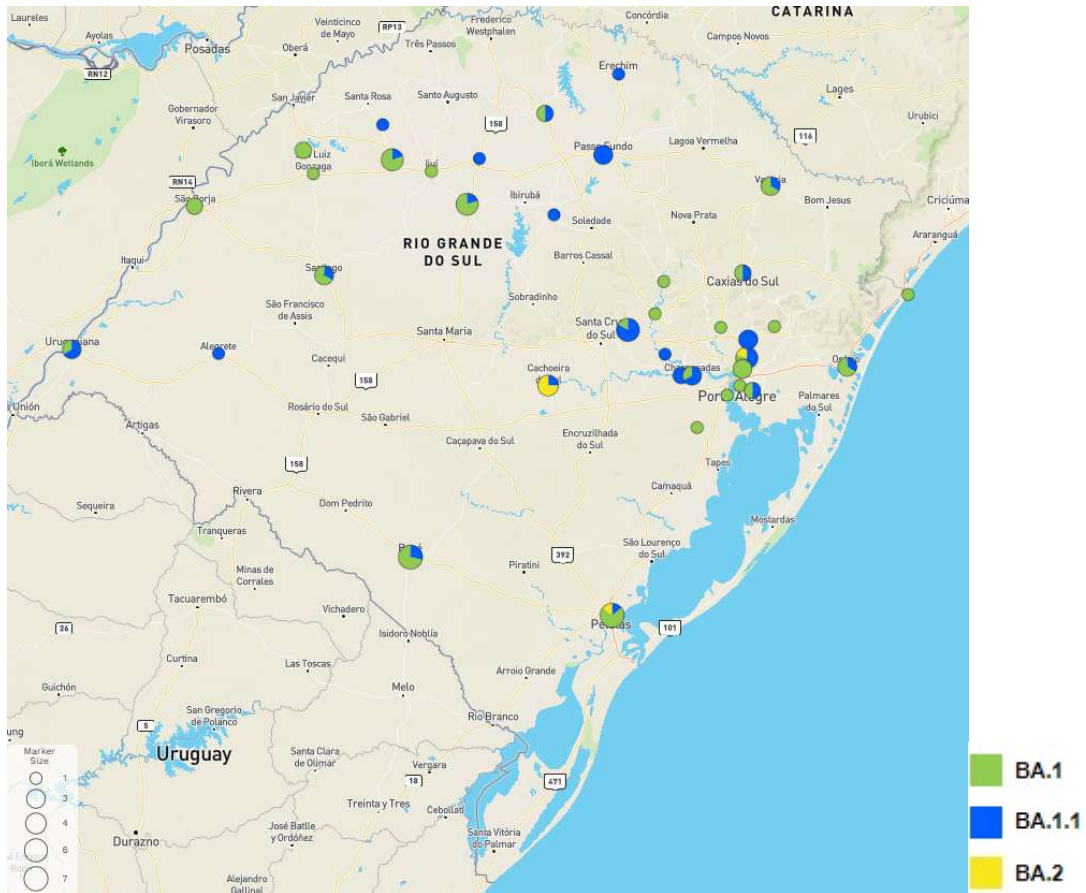 CATARINA
Laureles
Ayolas
Posadas
RN12
Veinticinco
de Mayo
RP13
Oberá
Frederico
Westphalen
Três Passos
Concórdia
Campos Novos
Erechim
San Javier
Santa Rosa
Santo Augusto
Lages
Urubici
Gobernador
Virasoro
158
116
Iberá Wetlands
Luiz
Gonzaga
Ijuí
Passo Fundo
Lagoa Vermelha
RN14
São Borja
Ibirubá
Bom Jesus
Criciúma
Soledade
Nova Prata
Araranguá
RIO GRANDE
DO SUL
Itaqui
Barros Cassal
Caxias do Sul
São Francisco
de Assis
Sobradinho
Santa Maria
Santa Cruz
do Sul
Alegrete
Cacequi
Cachoeira
158
Rosário do Sul
São Gabriel
Porto Alegre
Palmares
do Sul
Artigas
Caçapava do Sul
Encruzilhada
do Sul
Tapes
158
Rivera
Dom Pedrito
Camaquã
Sequeira
Tranqueras
Mostardas
São Lourenço
do Sul
392
Piratini
Minas de
Corrales
Tacuarembó
Vichadero
26
Isidoro Noblía
Pelotas
101
Curtina
Las Toscas
Arroio Grande
Guichón
Melo
San Gregorio
de Polanco
5
Rio Branco
Uruguay
Santa Clara
de Olimar
Vergara
18
471
Treinta y Tres
Cebollatí
Durazno
José Batlle
y Ordóñez
Santa Vitória
do Palmar
Alejandro
Gallinal
Marker
Size
1
3
4
6
7
BA.1
BA.1.1
BA.2